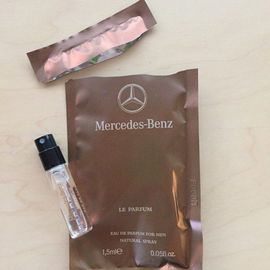 Mercedes-Benz
LE PARFUM
EAU DE PARFUM FOR MEN
NATURAL SPRAY
1,5ml℮ 0.05fl.oz.